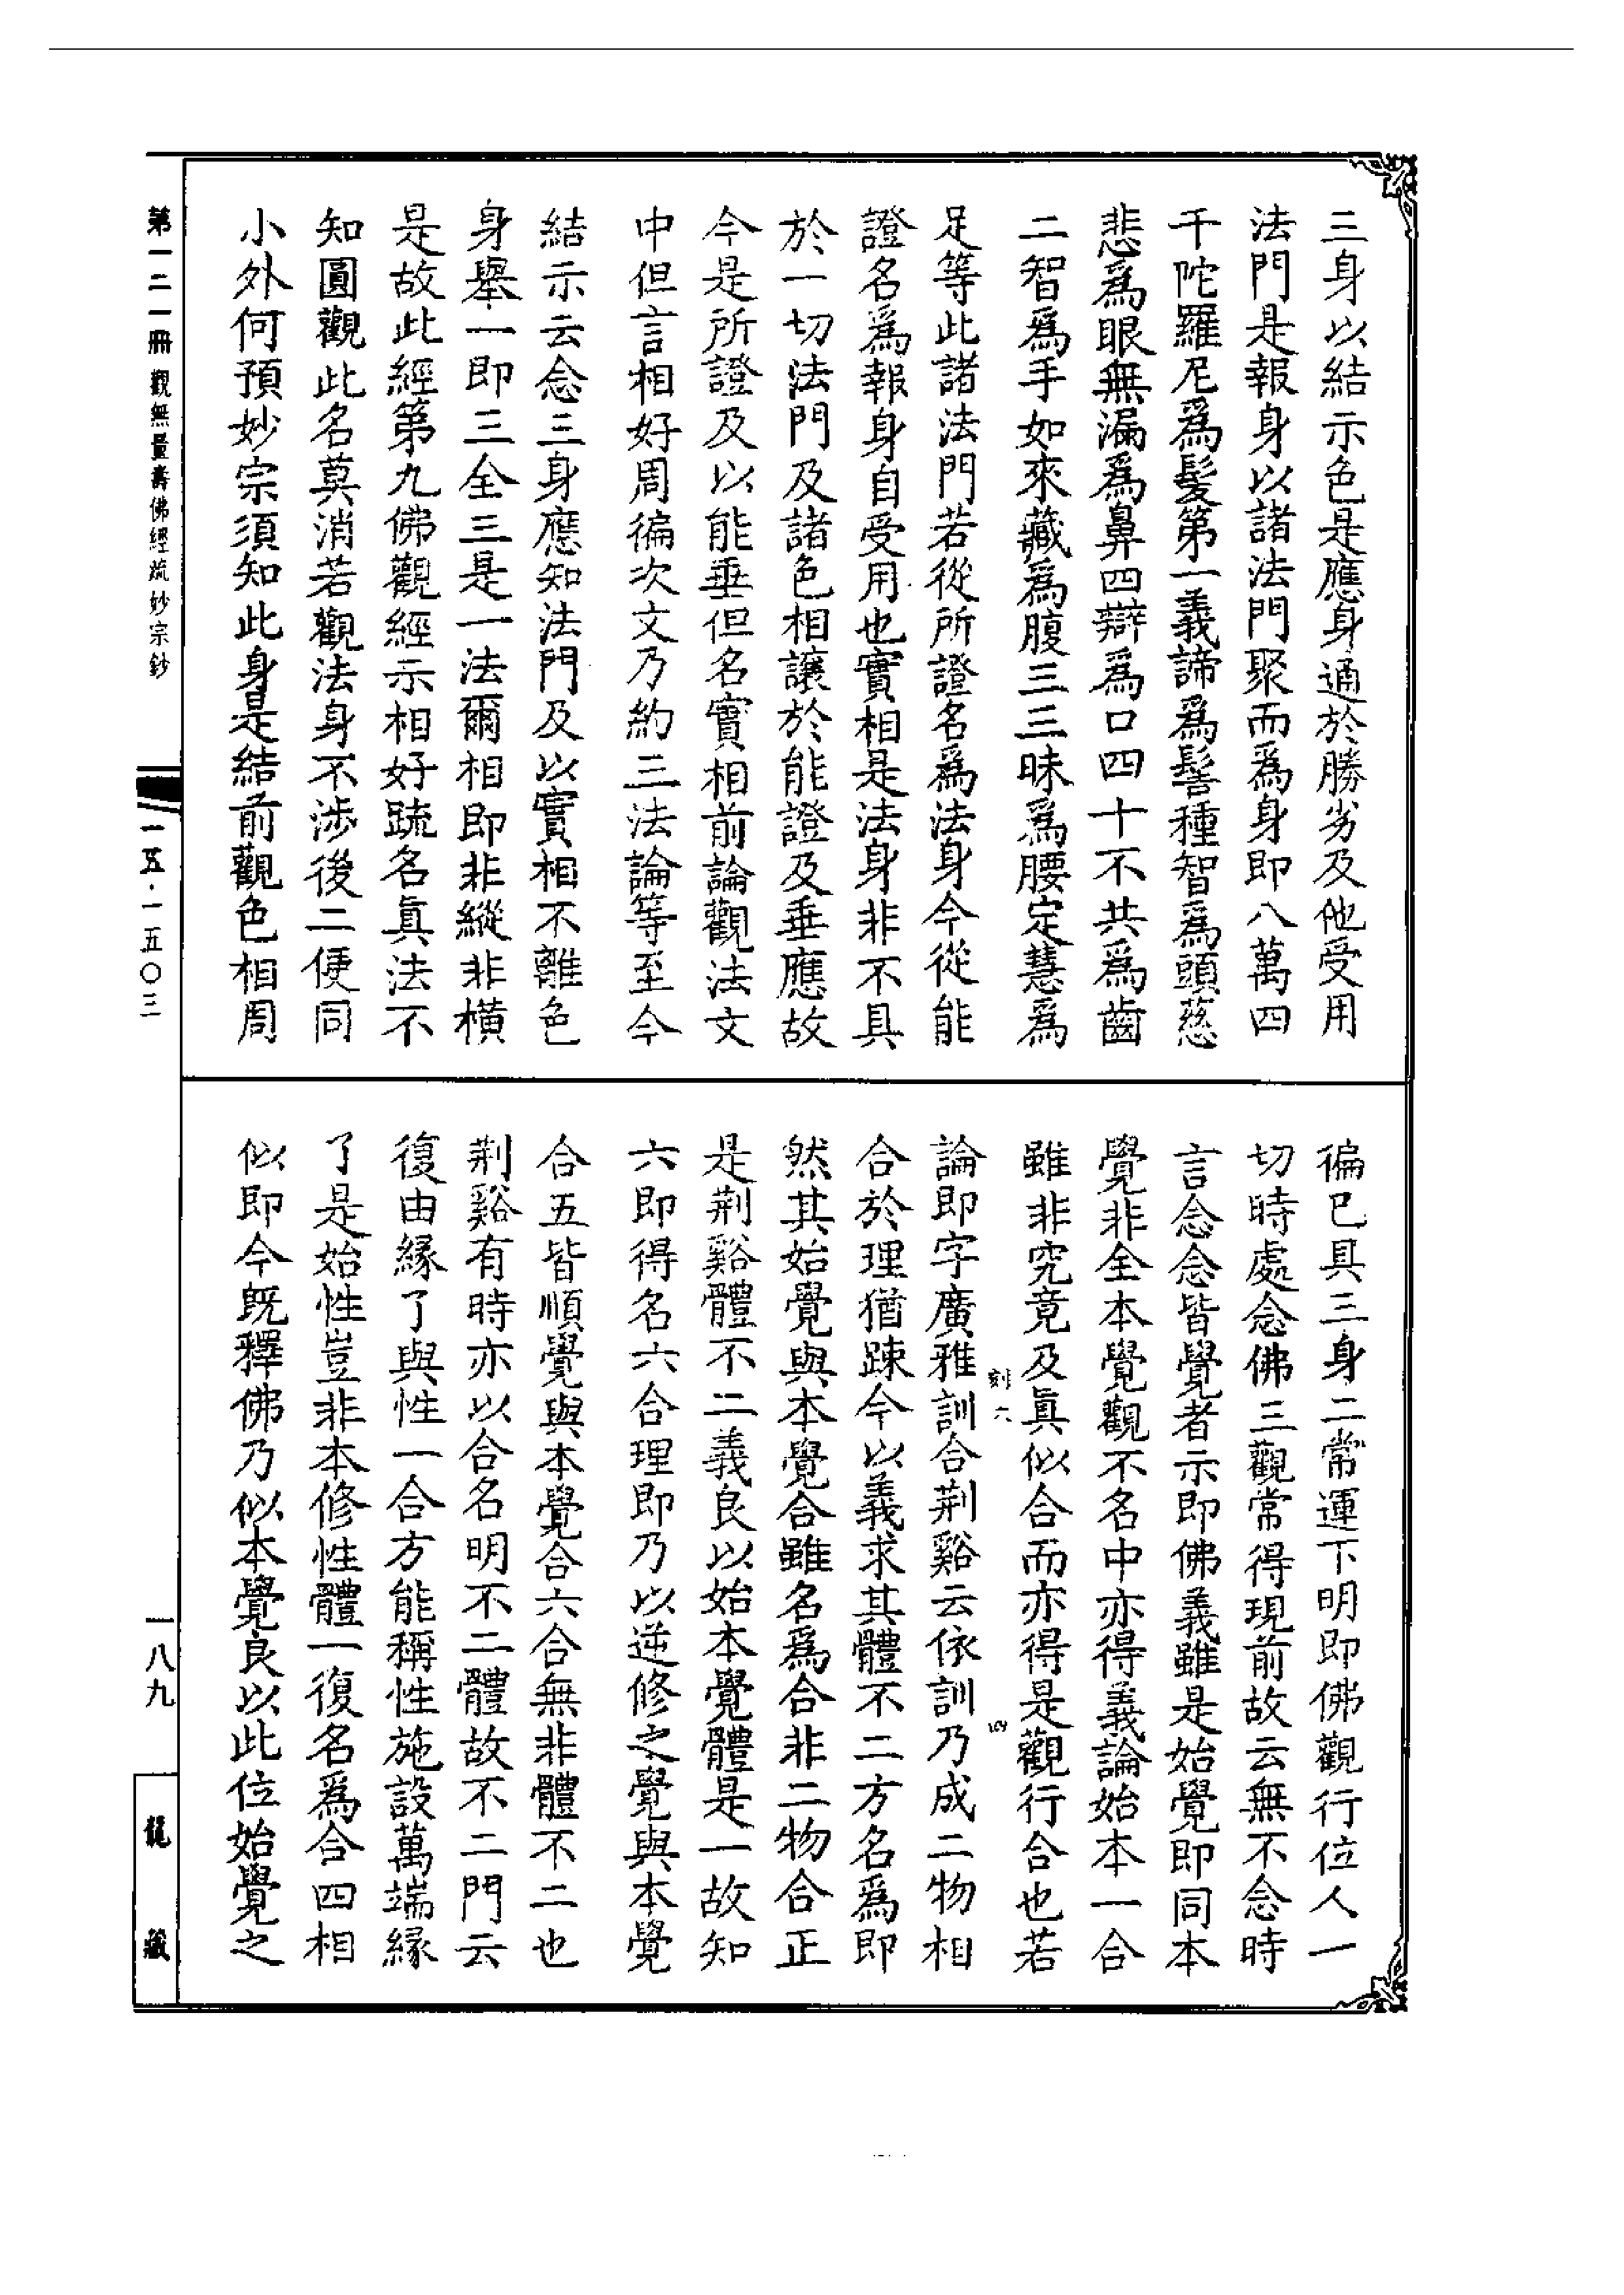 三身以結示色是應身通於勝劣及他受用
法門是報身以諸法門聚而爲身即八萬四
千陀羅尼爲髮第一義諦爲髻種智爲頭慈
悲爲眼無漏爲鼻四辯爲口四十不共爲齒
二智爲手如來藏爲腹三三昧爲腰定慧爲
足等此諸法門若從所證名爲法身今從能
證名爲報身自受用也實相是法身非不具
於一切法門及諸色相讓於能證及垂應故
今是所證及以能垂但名實相前論觀法文
中但言相好周徧次文乃約三法論等至今
結示云念三身應知法門及以實相不離色
身舉一即三全三是一法爾相即非縱非橫
是故此經第九佛觀經示相好䟽名眞法不
知圓觀此名莫消若觀法身不涉後二便同
小外何預妙宗須知此身是結前觀色相周
徧已具三身二常運下明即佛觀行位人一
切時處念佛三觀常得現前故云無不念時
言念念皆覺者示即佛義雖是始覺即同本
覺非全本覺觀不名中亦得義論始本一合
雖非究竟及眞似合而亦得是觀行合也若
刻六
論即字廣雅訓合荆谿云依訓乃成二物相
合於理猶踈今以義求其體不二方名爲即
然其始覺與本覺合雖名爲合非二物合正
是荆谿體不二義良以始本覺體是一故知
六即得名六合理即乃以逆修之覺與本覺
合五皆順覺與本覺合六合無非體不二也
荆谿有時亦以合名明不二體故不二門云
復由緣了與性一合方能稱性施設萬端緣
了是始性豈非本修性體一復名爲合四相
似即今既釋佛乃似本覺良以此位始覺之
第一二一冊 觀無量壽佛經疏妙宗鈔
一五·一五〇三
一八九
龍藏